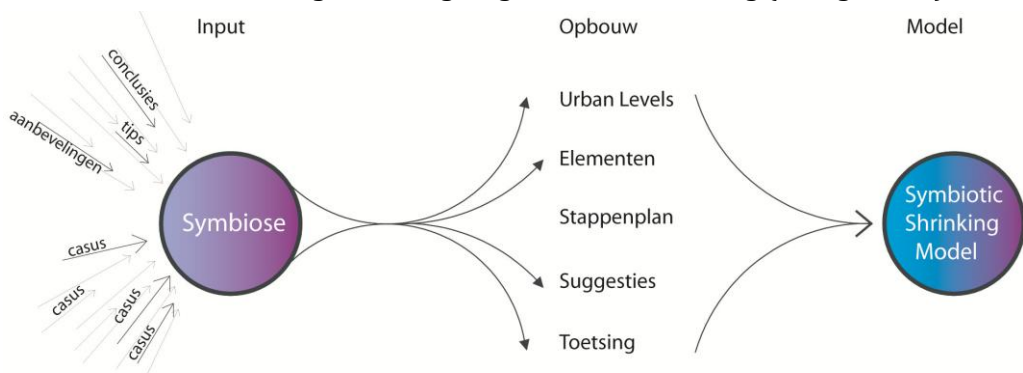 Input
Opbouw
Model
conclusies
tips
aanbevelingen
Symbiose
casus
casus
casus
casus
Urban Levels
Elementen
Stappenplan
Suggesties
Toetsing
Symbiotic
Shrinking
Model